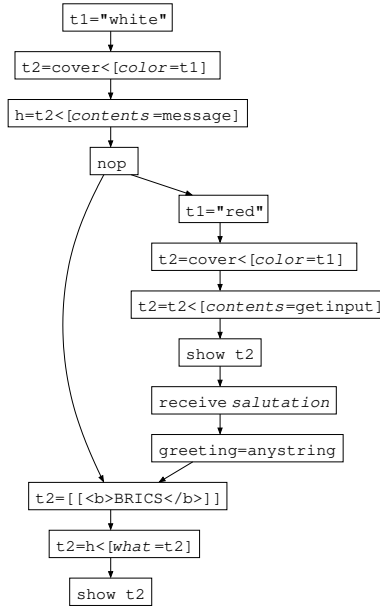 t1="white"
t2=cover<[color=t1]
h=t2<[contents=message]
nop
t1="red"
t2=cover<[color=t1]
t2=t2<[contents=getinput]
show t2
receive salutation
greeting=anystring
t2=[[<b>BRICS</b>]]
t2=h<[what=t2]
show t2